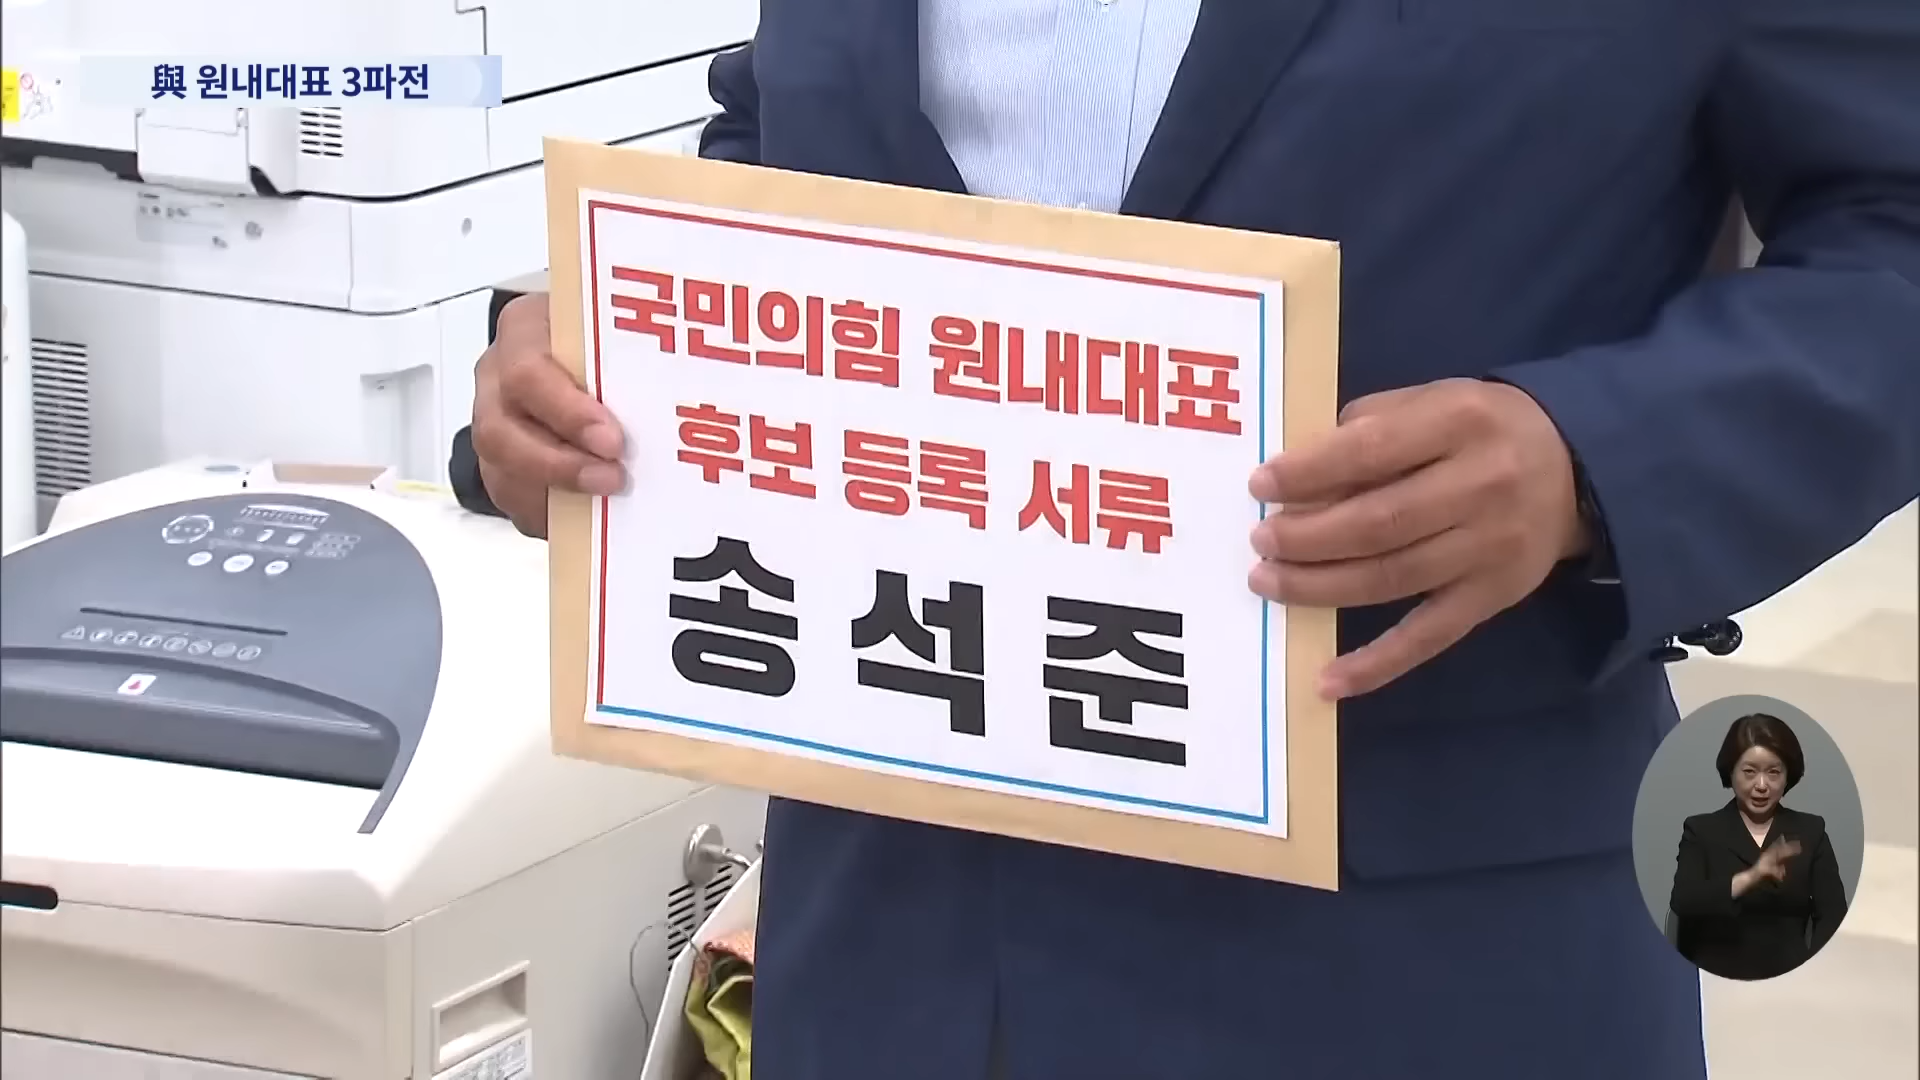 與 원내대표 3파전
국민의힘 원내대표
후보 등록 서류
송석준